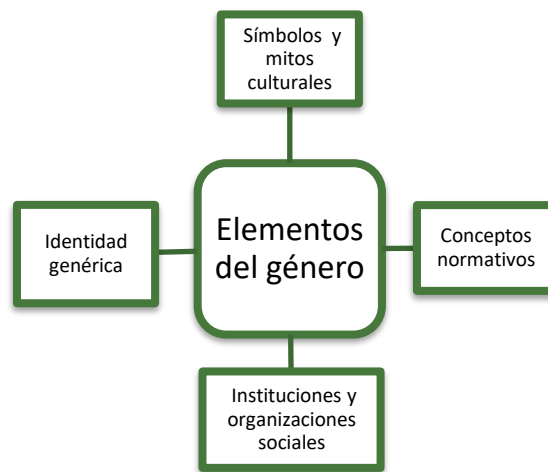 Símbolos y
mitos
culturales
Identidad
genérica
Elementos
del género
Conceptos
normativos
Instituciones y
organizaciones
sociales